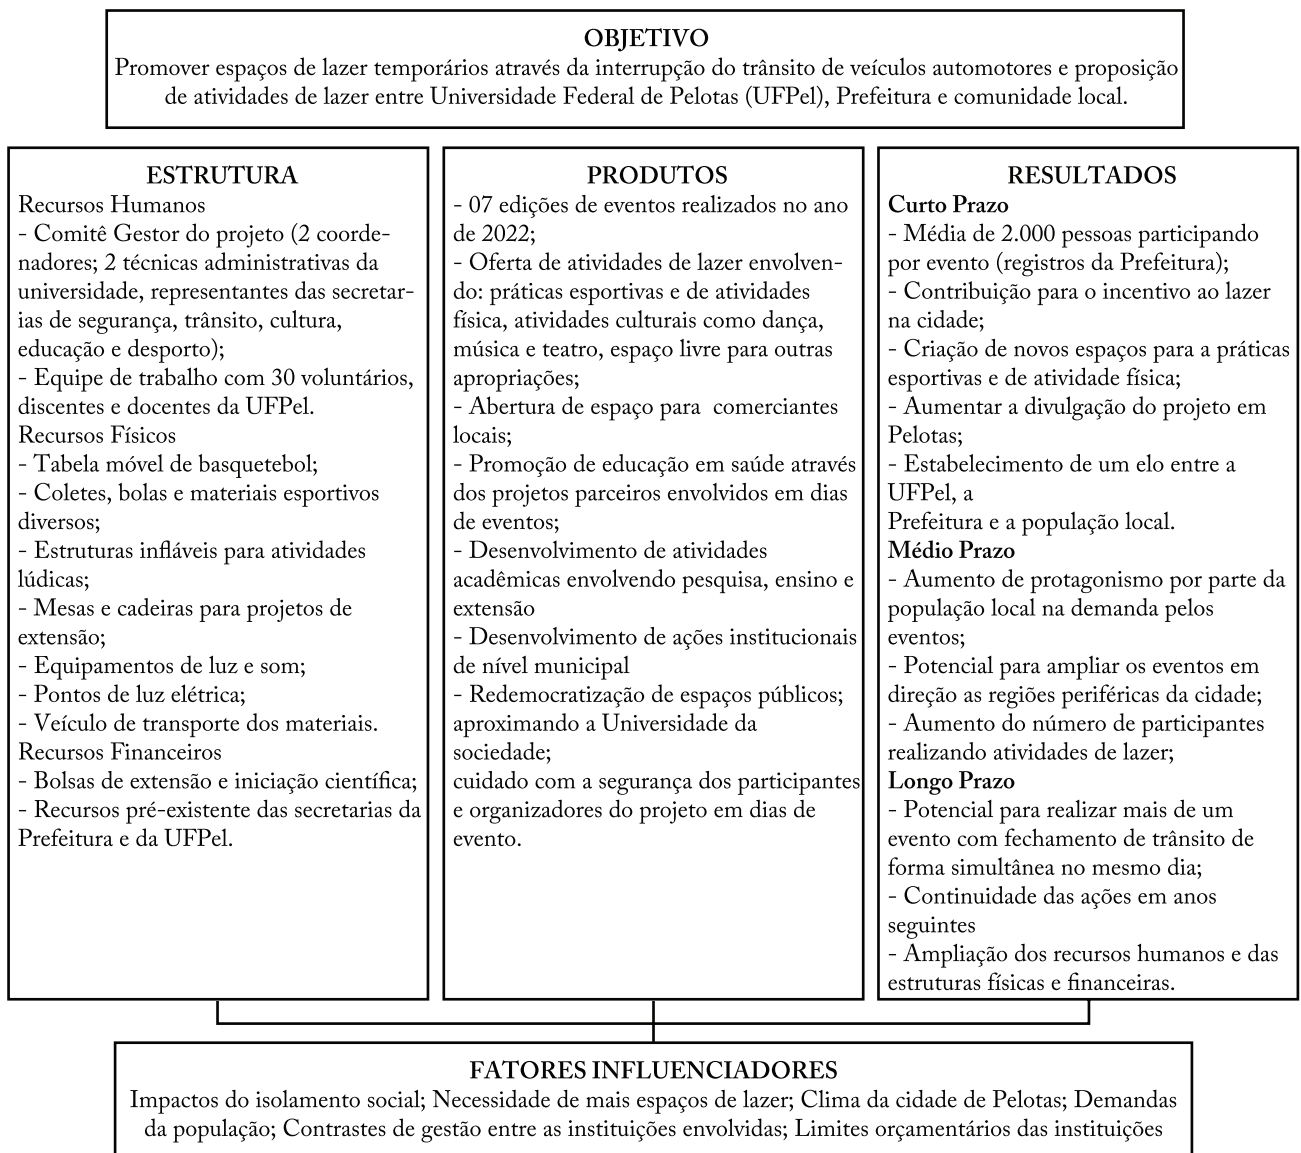 OBJETIVO
Promover espaços de lazer temporários através da interrupção do trânsito de veículos automotores e proposição
de atividades de lazer entre Universidade Federal de Pelotas (UFPel), Prefeitura e comunidade local.
ESTRUTURA
Recursos Humanos
- Comitê Gestor do projeto (2 coorde-
nadores; 2 técnicas administrativas da
universidade, representantes das secretar-
ias de segurança, trânsito, cultura,
educação e desporto);
- Equipe de trabalho com 30 voluntários,
discentes e docentes da UFPel.
Recursos Físicos
- Tabela móvel de basquetebol;
- Coletes, bolas e materiais esportivos
diversos;
- Estruturas infláveis para atividades
lúdicas;
- Mesas e cadeiras para projetos de
extensão;
- Equipamentos de luz e som;
- Pontos de luz elétrica;
- Veículo de transporte dos materiais.
Recursos Financeiros
- Bolsas de extensão e iniciação científica;
- Recursos pré-existente das secretarias da
Prefeitura e da UFPel.
PRODUTOS
- 07 edições de eventos realizados no ano
de 2022;
- Oferta de atividades de lazer envolven-
do: práticas esportivas e de atividades
física, atividades culturais como dança,
música e teatro, espaço livre para outras
apropriações;
- Abertura de espaço para  comerciantes
locais;
- Promoção de educação em saúde através
dos projetos parceiros envolvidos em dias
de eventos;
- Desenvolvimento de atividades
acadêmicas envolvendo pesquisa, ensino e
extensão
- Desenvolvimento de ações institucionais
de nível municipal
- Redemocratização de espaços públicos;
aproximando a Universidade da
sociedade;
cuidado com a segurança dos participantes
e organizadores do projeto em dias de
evento.
RESULTADOS
Curto Prazo
- Média de 2.000 pessoas participando
por evento (registros da Prefeitura);
- Contribuição para o incentivo ao lazer
na cidade;
- Criação de novos espaços para a práticas
esportivas e de atividade física;
- Aumentar a divulgação do projeto em
Pelotas;
- Estabelecimento de um elo entre a
UFPel, a
Prefeitura e a população local.
Médio Prazo
- Aumento de protagonismo por parte da
população local na demanda pelos
eventos;
- Potencial para ampliar os eventos em
direção as regiões periféricas da cidade;
- Aumento do número de participantes
realizando atividades de lazer;
Longo Prazo
- Potencial para realizar mais de um
evento com fechamento de trânsito de
forma simultânea no mesmo dia;
- Continuidade das ações em anos
seguintes
- Ampliação dos recursos humanos e das
estruturas físicas e financeiras.
FATORES INFLUENCIADORES
Impactos do isolamento social; Necessidade de mais espaços de lazer; Clima da cidade de Pelotas; Demandas
da população; Contrastes de gestão entre as instituições envolvidas; Limites orçamentários das instituições